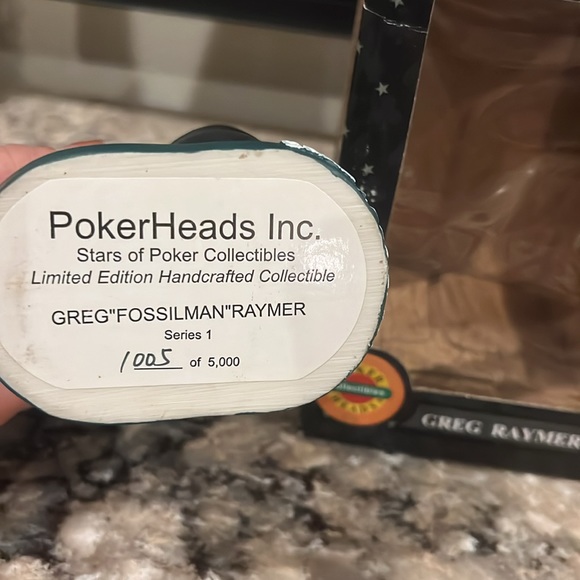 PokerHeads Inc.
Stars of Poker Collectibles
Limited Edition Handcrafted Collectible
GREG"FOSSILMAN"RAYMER
Series 1
1005 of 5,000
GREG RAYMER